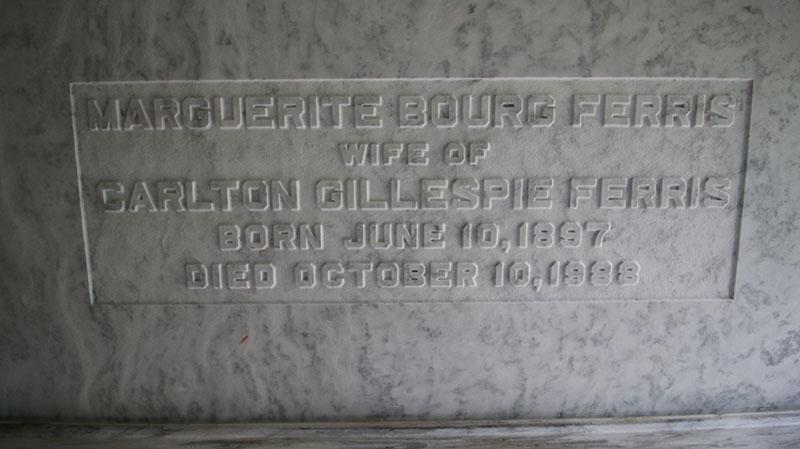 MARGUERITE BOURG FERRIS
WIFE OF
CARLTON GILLESPIE FERRIS
BORN JUNE 10, 1897
DIED OCTOBER 10, 1988